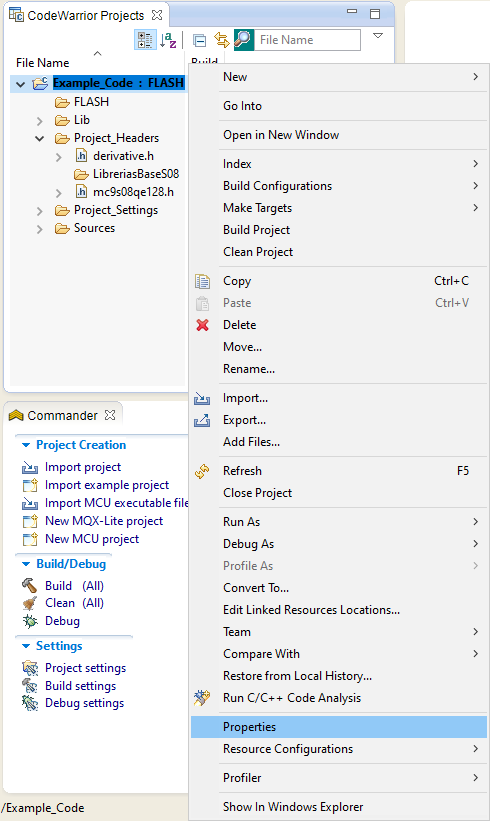 CodeWarrior Projects
File Name
File Name
Build
Example_Code : FLASH
FLASH
Lib
Project_Headers
derivative.h
LibreriasBaseS08
mc9s08qe128.h
Project_Settings
Sources
New
Go Into
Open in New Window
Index
Build Configurations
Make Targets
Build Project
Clean Project
Copy Ctrl+C
Paste Ctrl+V
Delete
Move...
Rename...
Import...
Export...
Add Files...
Refresh F5
Close Project
Run As
Debug As
Profile As
Convert To...
Edit Linked Resources Locations...
Team
Compare With
Restore from Local History...
Run C/C++ Code Analysis
Properties
Resource Configurations
Profiler
Show In Windows Explorer
Commander
Project Creation
Import project
Import example project
Import MCU executable file
New MQX-Lite project
New MCU project
Build/Debug
Build (All)
Clean (All)
Debug
Settings
Project settings
Build settings
Debug settings
/Example_Code